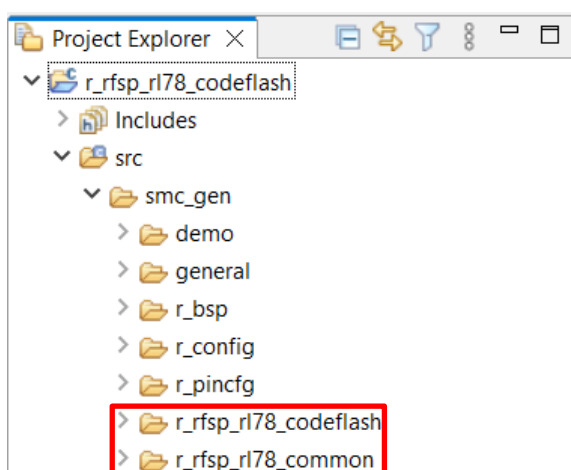 Project Explorer
r_rfsp_rl78_codeflash
Includes
src
smc_gen
demo
general
r_bsp
r_config
r_pincfg
r_rfsp_rl78_codeflash
r_rfsp_rl78_common